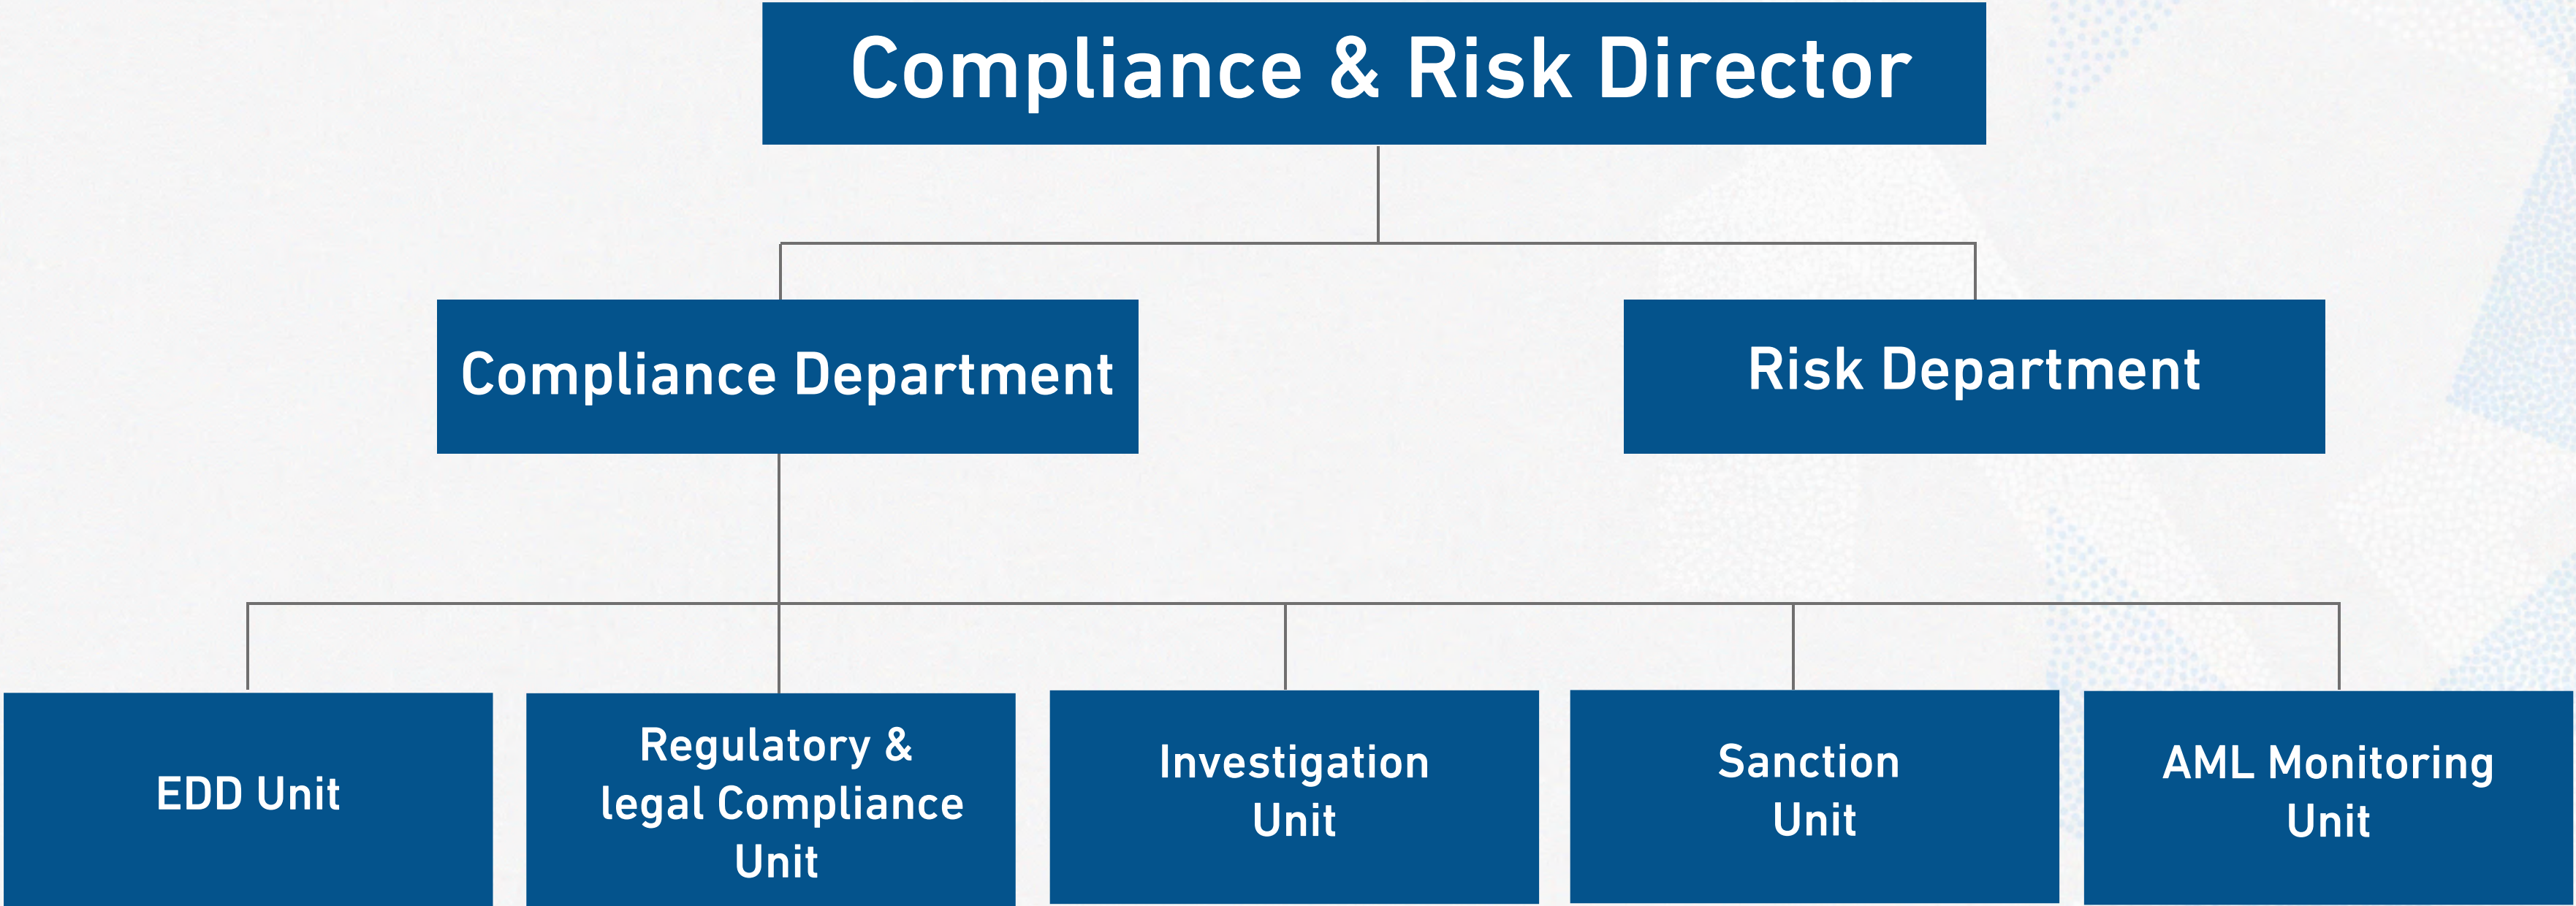 Compliance & Risk Director
Compliance Department
Risk Department
EDD Unit
Regulatory &
legal Compliance
Unit
Investigation
Unit
Sanction
Unit
AML Monitoring
Unit